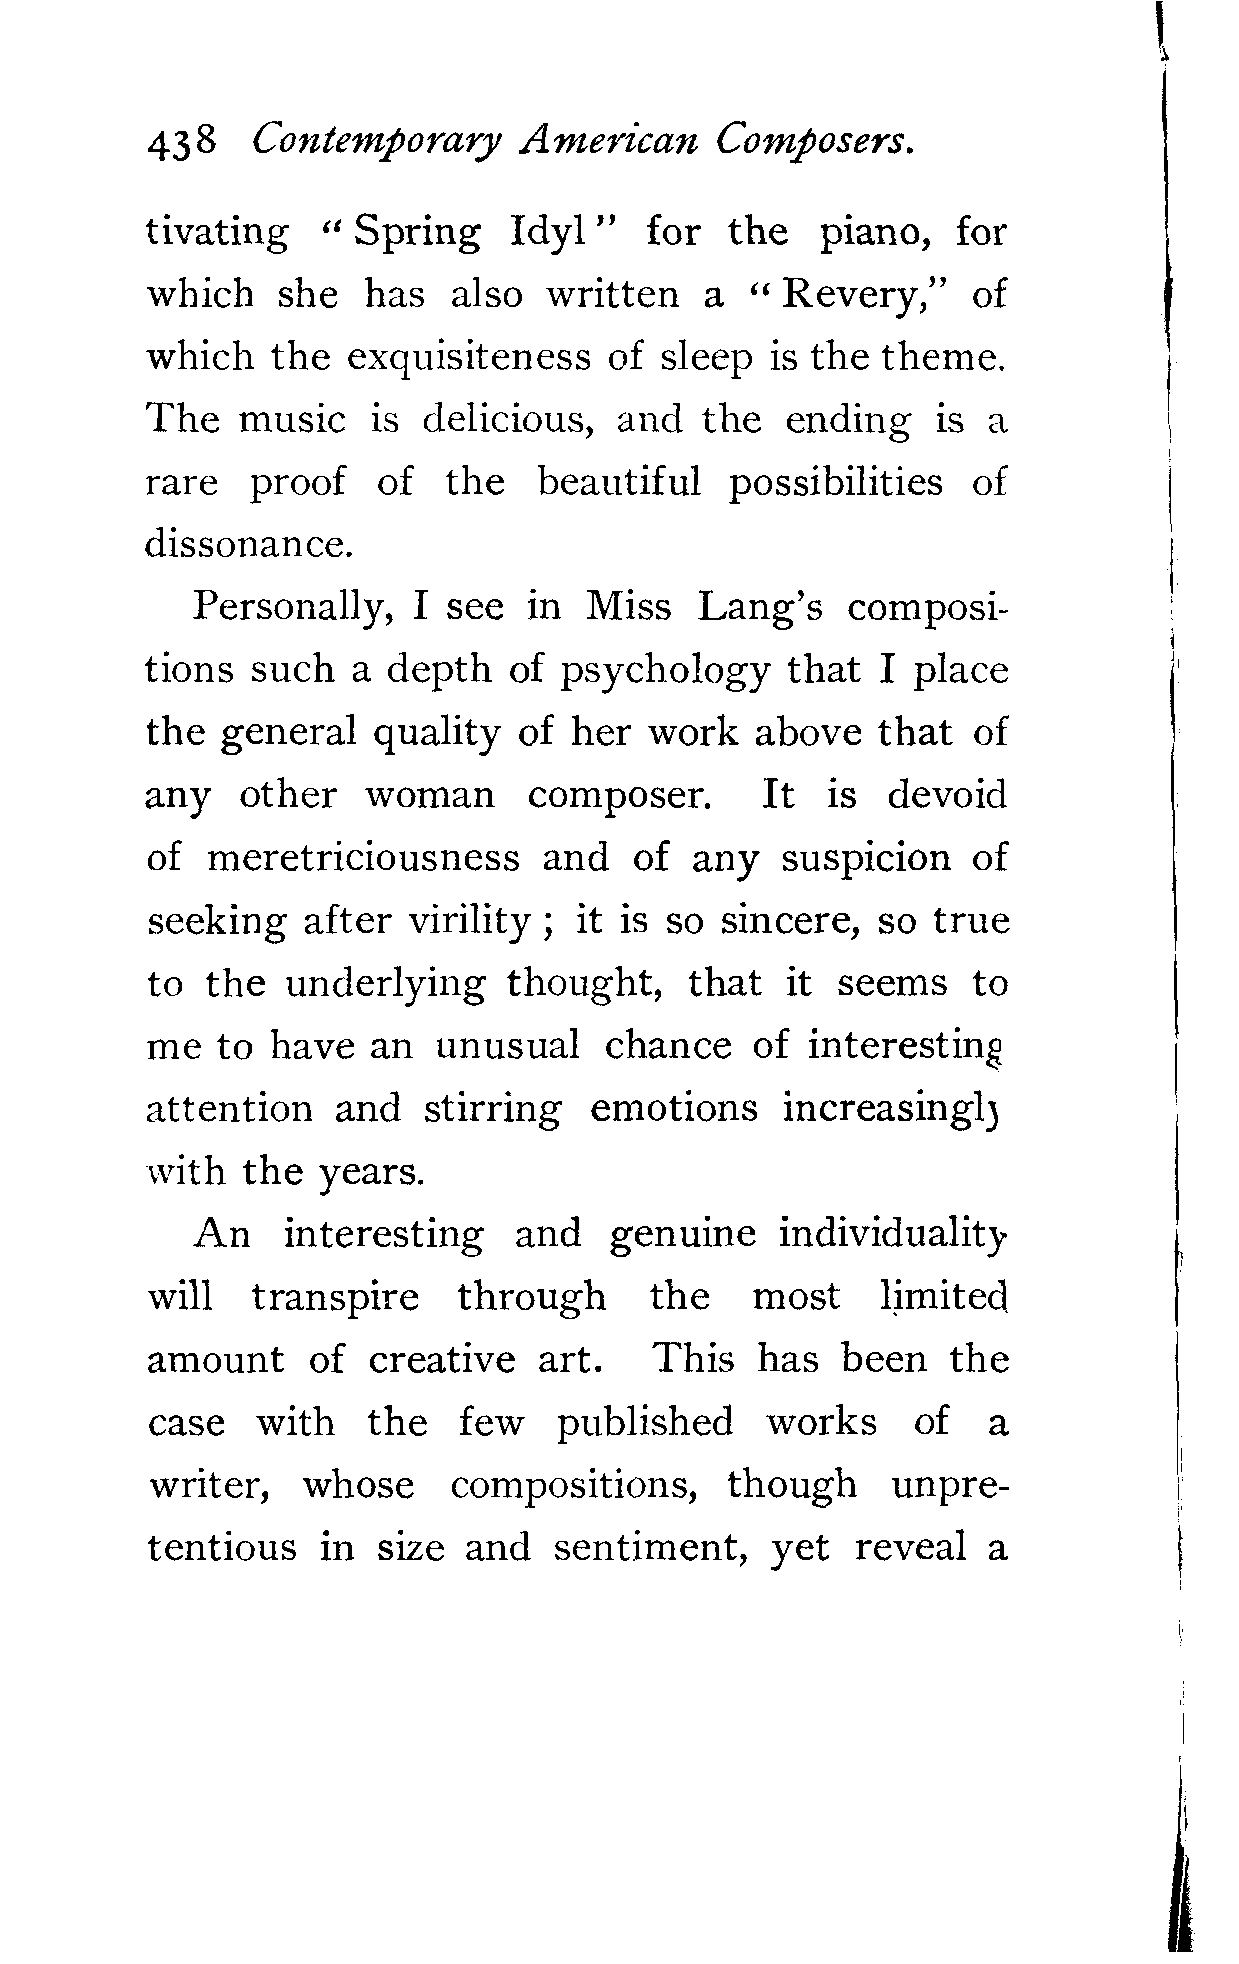 438 Contemporary American Composers.
tivating " Spring Idyl " for the piano, for
which she has also written a " Revery," of
which the exquisiteness of sleep is the theme.
The music is delicious, and the ending is a
rare proof of the beautiful possibilities of
dissonance.
Personally, I see in Miss Lang's composi-
tions such a depth of psychology that I place
the general quality of her work above that of
any other woman composer. It is devoid
of meretriciousness and of any suspicion of
seeking after virility ; it is so sincere, so true
to the underlying thought, that it seems to
me to have an unusual chance of interesting
attention and stirring emotions increasingly
with the years.
An interesting and genuine individuality
will transpire through the most limited
amount of creative art. This has been the
case with the few published works of a
writer, whose compositions, though unpre-
tentious in size and sentiment, yet reveal a